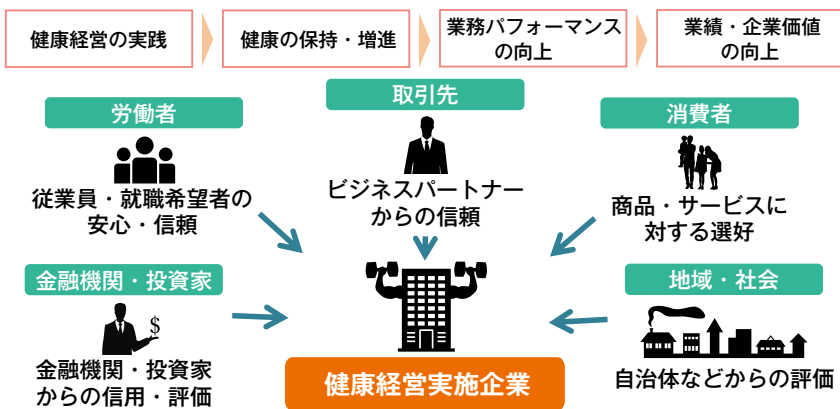 健康経営の実践
健康の保持・増進
業務パフォーマンス
の向上
業績・企業価値
の向上
労働者
従業員・就職希望者の
安心・信頼
取引先
ビジネスパートナー
からの信頼
消費者
商品・サービスに
対する選好
金融機関・投資家
$
金融機関・投資家
からの信用・評価
健康経営実施企業
地域・社会
自治体などからの評価